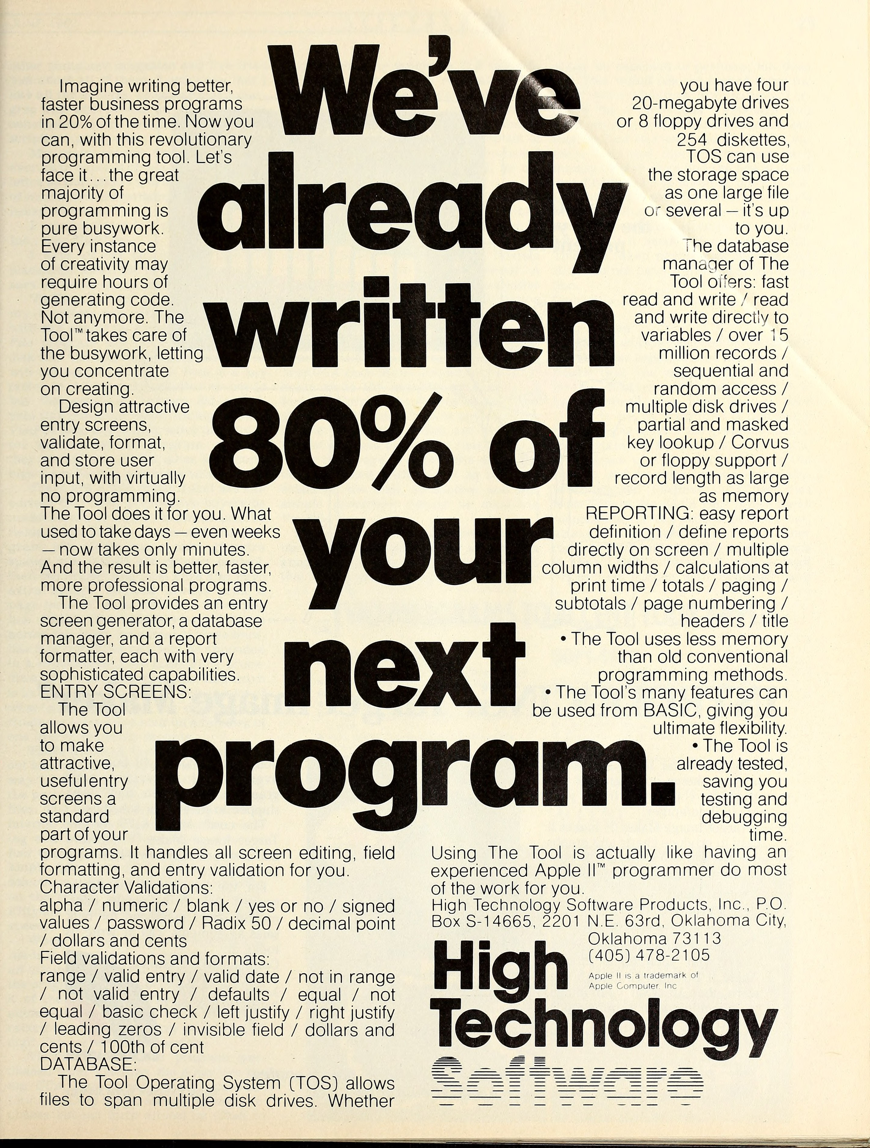 We've
already
written
80% of
your
next
program.
Imagine writing better,
faster business programs
in 20% of the time. Now you
can, with this revolutionary
programming tool. Let's
face it...the great
majority of
programming is
pure busywork.
Every instance
of creativity may
require hours of
generating code.
Not anymore. The
Tool™ takes care of
the busywork, letting
you concentrate
on creating.
Design attractive
entry screens,
validate, format,
and store user
input, with virtually
no programming.
The Tool does it for you. What
used to take days – even weeks
– now takes only minutes.
And the result is better, faster,
more professional programs.
The Tool provides an entry
screen generator, a database
manager, and a report
formatter, each with very
sophisticated capabilities.
ENTRY SCREENS:
The Tool
allows you
to make
attractive,
useful entry
screens a
standard
part of your
programs. It handles all screen editing, field
formatting, and entry validation for you.
Character Validations:
alpha / numeric / blank / yes or no / signed
values / password / Radix 50 / decimal point
/ dollars and cents
Field validations and formats:
range / valid entry / valid date / not in range
/ not valid entry / defaults / equal / not
equal / basic check / left justify / right justify
/ leading zeros / invisible field / dollars and
cents / 100th of cent
DATABASE:
The Tool Operating System (TOS) allows
files to span multiple disk drives. Whether
you have four
20-megabyte drives
or 8 floppy drives and
254 diskettes,
TOS can use
the storage space
as one large file
or several – it's up
to you.
The database
manager of The
Tool offers: fast
read and write / read
and write directly to
variables / over 15
million records /
sequential and
random access /
multiple disk drives /
partial and masked
key lookup / Corvus
or floppy support /
record length as large
as memory
REPORTING: easy report
definition / define reports
directly on screen / multiple
column widths / calculations at
print time / totals / paging /
subtotals / page numbering /
headers / title
• The Tool uses less memory
than old conventional
programming methods.
• The Tool's many features can
be used from BASIC, giving you
ultimate flexibility.
• The Tool is
already tested,
saving you
testing and
debugging
time.
Using The Tool is actually like having an
experienced Apple II™ programmer do most
of the work for you.
High Technology Software Products, Inc., P.O.
Box S-14665, 2201 N.E. 63rd, Oklahoma City,
Oklahoma 73113
(405) 478-2105
Apple II is a trademark of
Apple Computer, Inc
High
Technology
Software